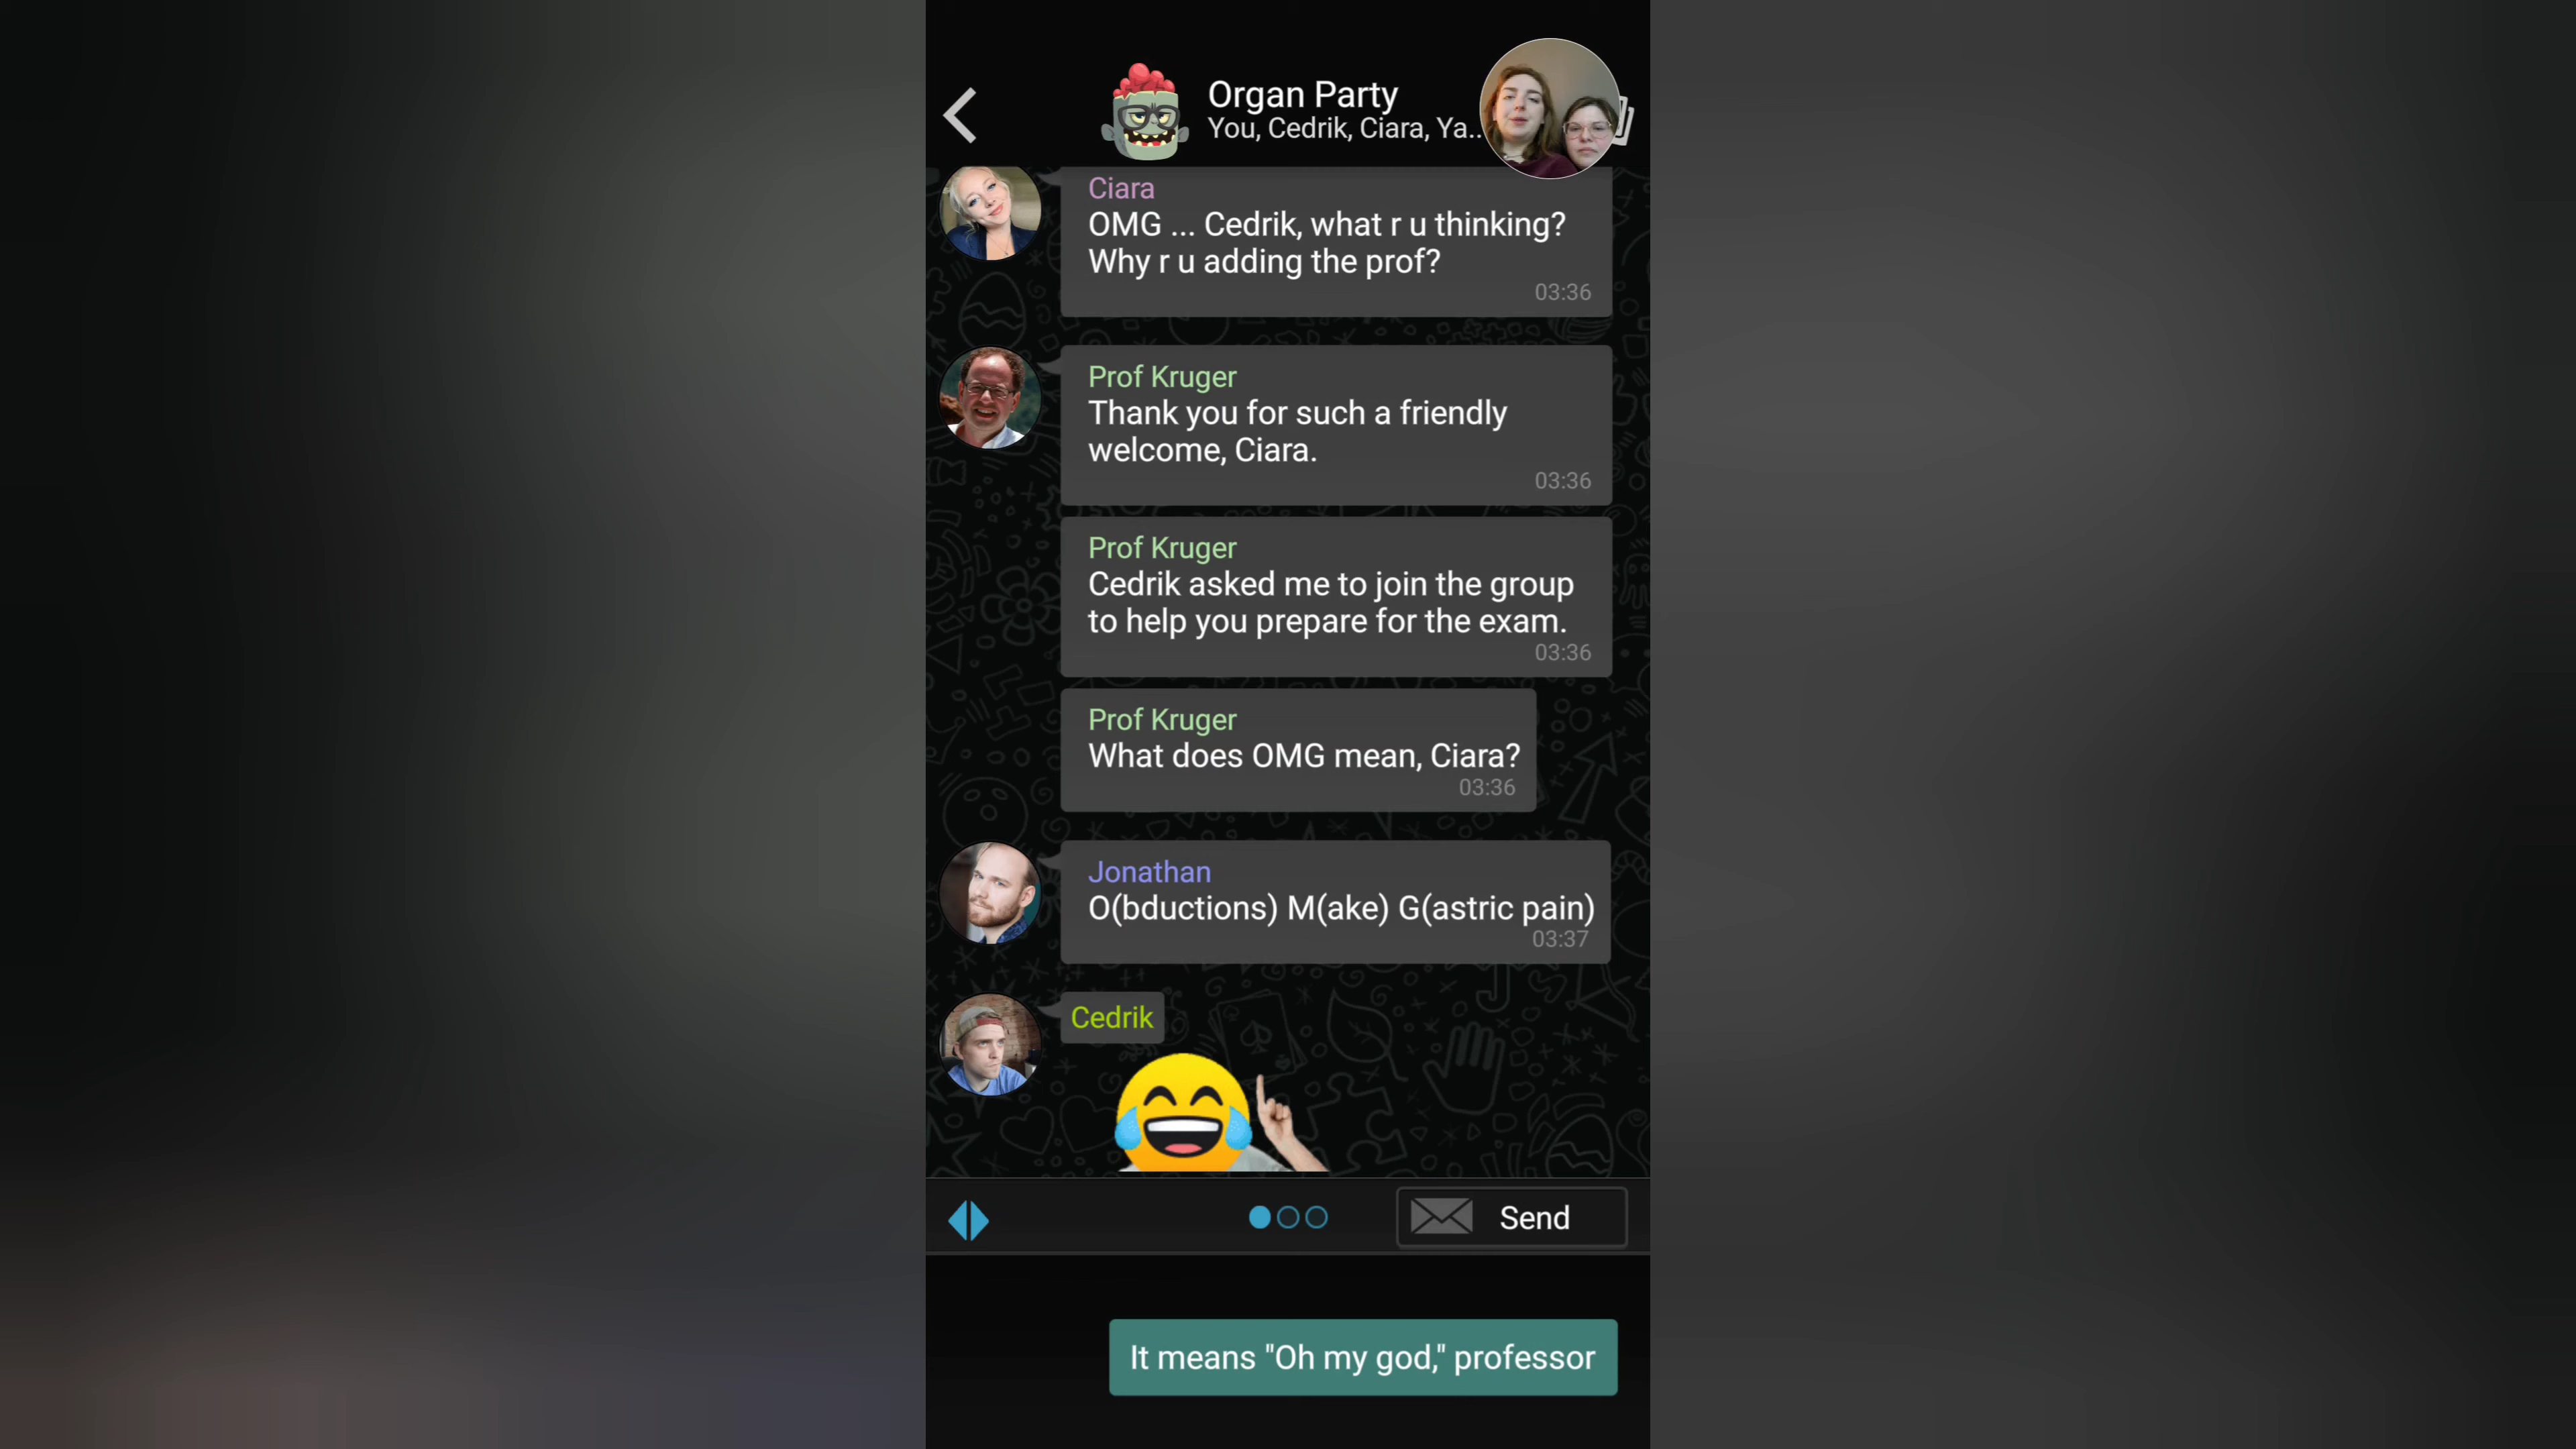 Organ Party
You, Cedrik, Ciara, Ya..
Ciara
OMG ... Cedrik, what r u thinking?
Why r u adding the prof?
03:36
Prof Kruger
Thank you for such a friendly
welcome, Ciara.
03:36
Prof Kruger
Cedrik asked me to join the group
to help you prepare for the exam.
03:36
Prof Kruger
What does OMG mean, Ciara?
03:36
Jonathan
O(bductions) M(ake) G(astric pain)
03:37
Cedrik
Send
It means "Oh my god," professor